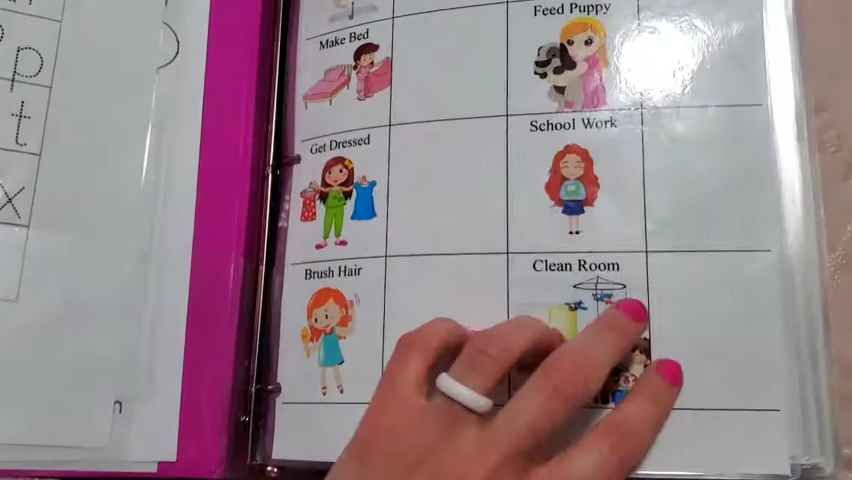 p
t
x
n
Make Bed
Feed Puppy
Get Dressed
School Work
Brush Hair
Clean Room